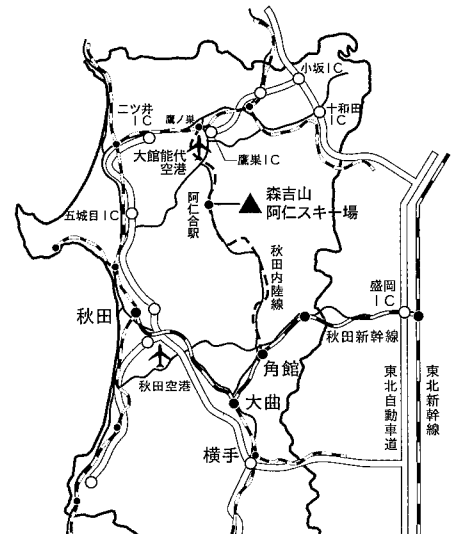 小坂IC
十和田
IC
二ツ井
IC
鷹ノ巣
大館能代
空港
鷹巣IC
阿仁合駅
森吉山
阿仁スキー場
五城目IC
秋田内陸線
盛岡
IC
秋田
秋田新幹線
角館
秋田空港
大曲
東北自動車道
東北新幹線
横手